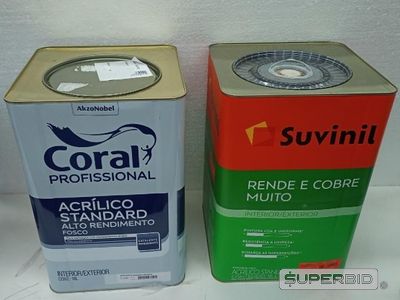 AkzoNobel
Coral
PROFISSIONAL
ACRÍLICO
STANDARD
ALTO RENDIMENTO
FOSCO
INTERIOR/EXTERIOR
Suvinil
RENDE E COBRE
MUITO
INTERIOR/EXTERIOR
SUPERBID